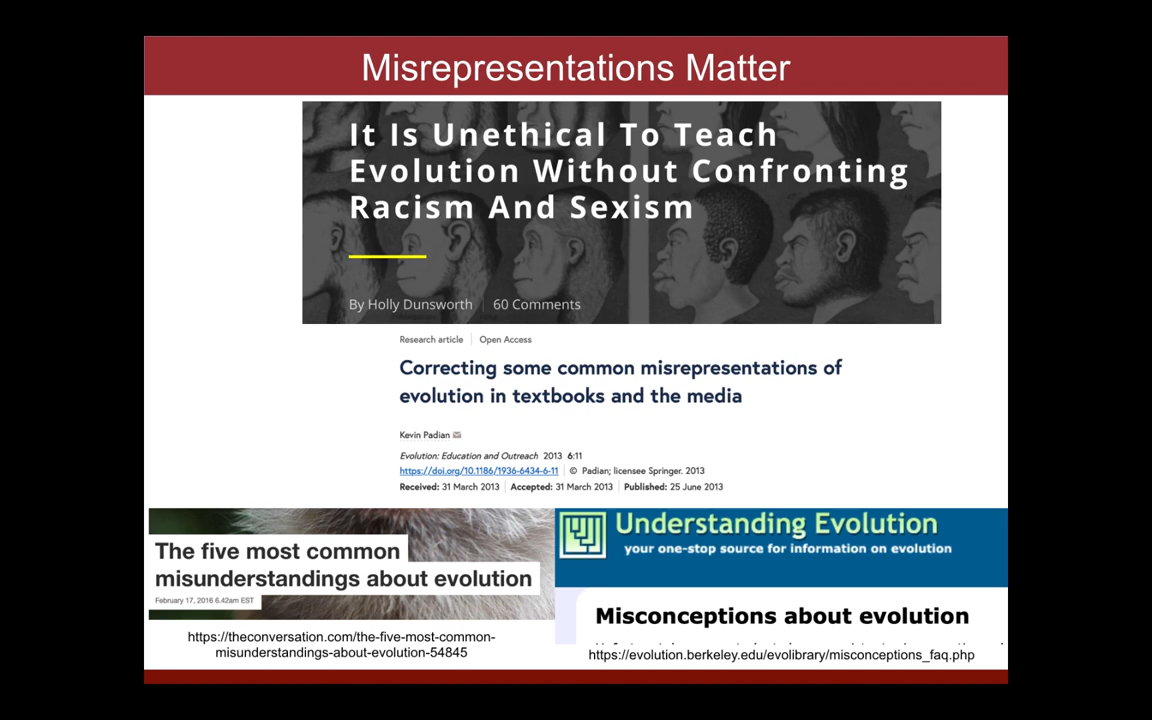 Misrepresentations Matter
It Is Unethical To Teach
Evolution Without Confronting
Racism And Sexism
By Holly Dunsworth | 60 Comments
Research article | Open Access
Correcting some common misrepresentations of
evolution in textbooks and the media
Kevin Padian
Evolution: Education and Outreach 2013 6:11
https://doi.org/10.1186/1936-6434-6-11 | © Padian; licensee Springer. 2013
Received: 31 March 2013 | Accepted: 31 March 2013 | Published: 25 June 2013
The five most common
misunderstandings about evolution
February 17, 2016 6.42am EST
https://theconversation.com/the-five-most-common-
misunderstandings-about-evolution-54845
Understanding Evolution
your one-stop source for information on evolution
Misconceptions about evolution
https://evolution.berkeley.edu/evolibrary/misconceptions_faq.php